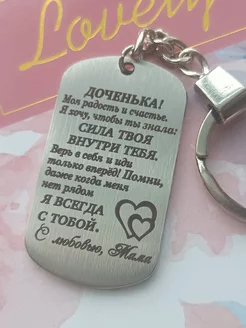 Lovely
ДОЧЕНЬКА!
Моя радость и счастье.
Я хочу, чтобы ты знала:
СИЛА ТВОЯ
ВНУТРИ ТЕБЯ.
Верь в себя и иди
только вперёд! Помни,
даже когда меня
нет рядом
Я ВСЕГДА
С ТОБОЙ.
С любовью, Мама